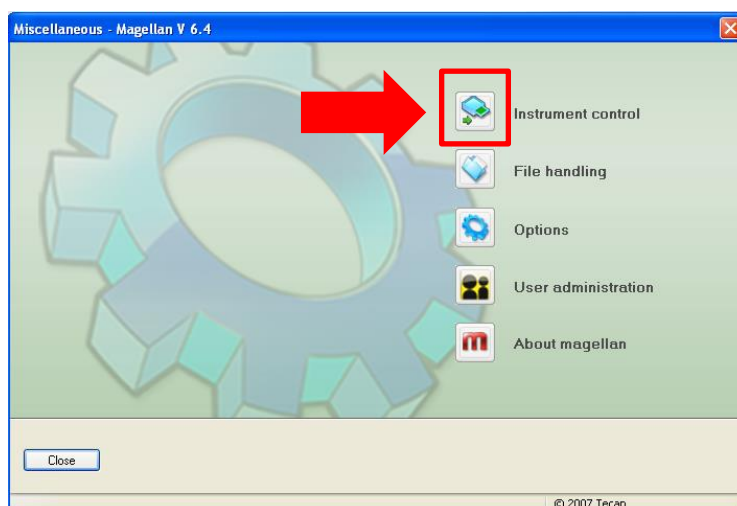 Miscellaneous - Magellan V 6.4
Instrument control
File handling
Options
User administration
m About magellan
Close
© 2007 Tecan